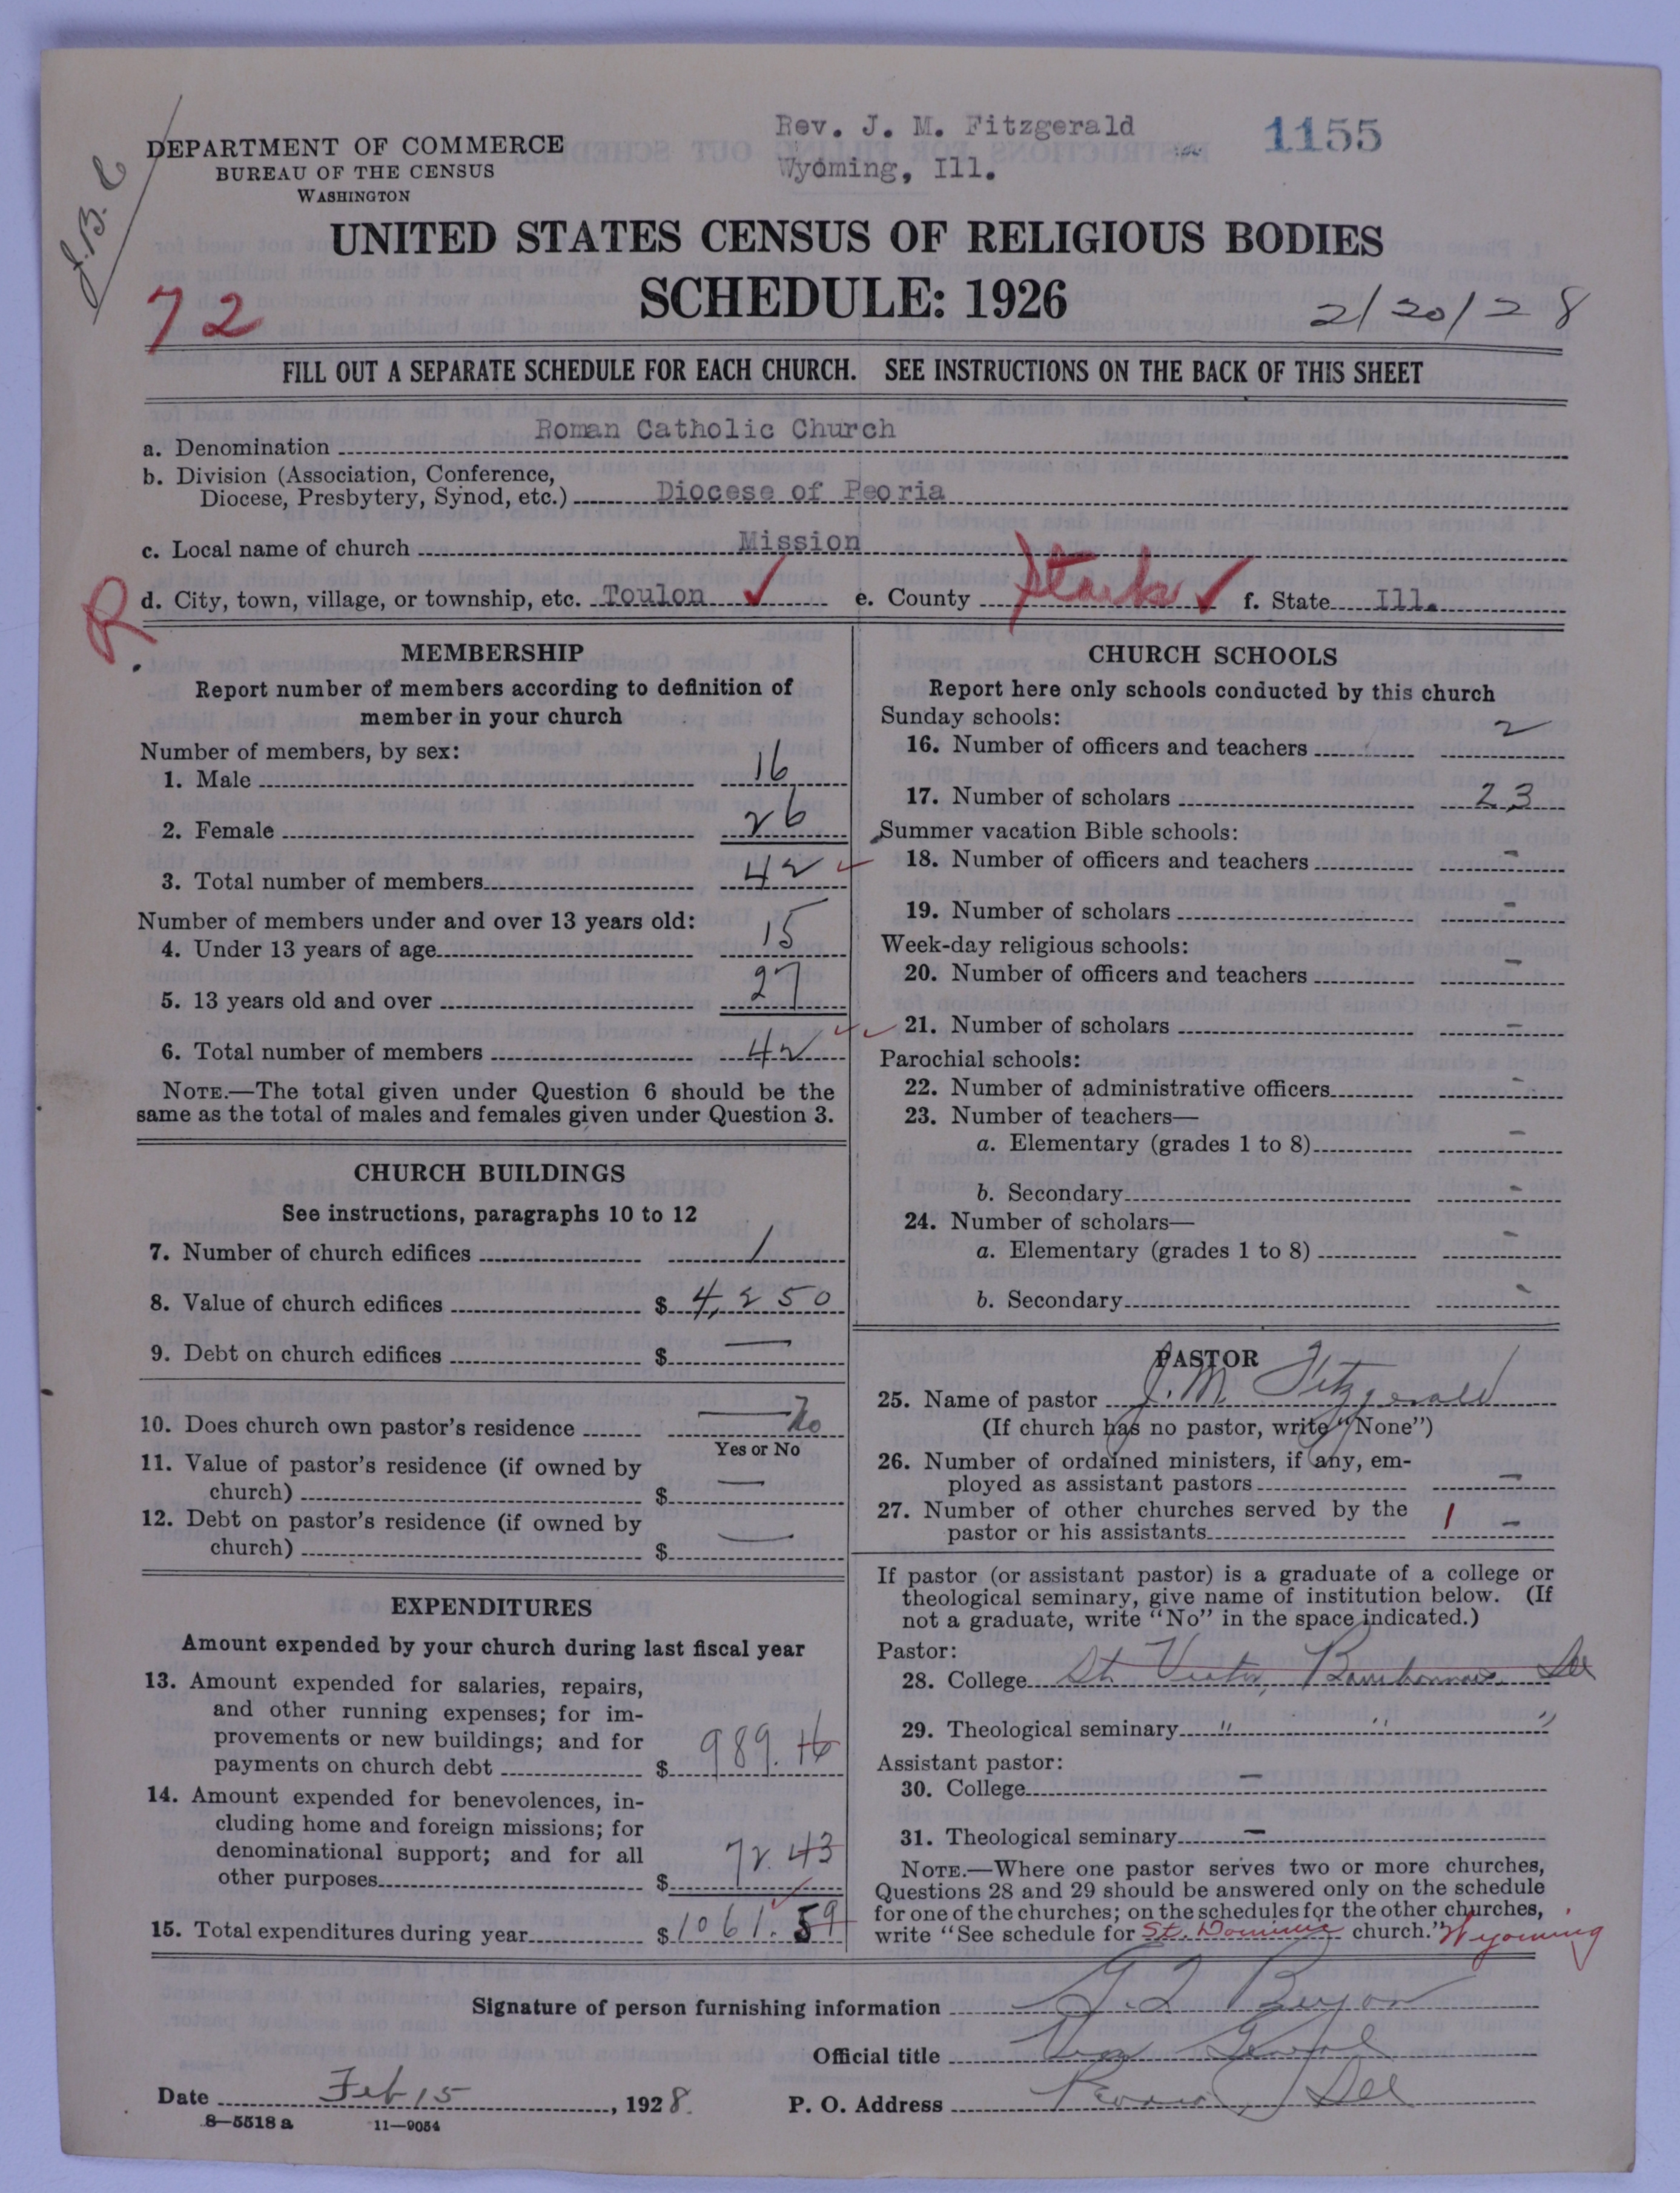 J.B.C
DEPARTMENT OF COMMERCE
BUREAU OF THE CENSUS
WASHINGTON
Rev. J. M. Fitzgerald
Wyoming, Ill.
1155
UNITED STATES CENSUS OF RELIGIOUS BODIES
SCHEDULE: 1926
72
2/20/28
FILL OUT A SEPARATE SCHEDULE FOR EACH CHURCH. SEE INSTRUCTIONS ON THE BACK OF THIS SHEET
a. Denomination Roman Catholic Church
b. Division (Association, Conference,
Diocese, Presbytery, Synod, etc.) Diocese of Peoria
c. Local name of church Mission
R
d. City, town, village, or township, etc. Toulon ✓ e. County Stark ✓ f. State Ill.
MEMBERSHIP
Report number of members according to definition of
member in your church
Number of members, by sex:
1. Male 16
2. Female 26
3. Total number of members 42
Number of members under and over 13 years old:
4. Under 13 years of age 15
5. 13 years old and over 27
6. Total number of members 42
NOTE.—The total given under Question 6 should be the
same as the total of males and females given under Question 3.
CHURCH BUILDINGS
See instructions, paragraphs 10 to 12
7. Number of church edifices 1
8. Value of church edifices $ 4,250
9. Debt on church edifices $ —
10. Does church own pastor's residence — No
Yes or No
11. Value of pastor's residence (if owned by
church) $ —
12. Debt on pastor's residence (if owned by
church) $ —
EXPENDITURES
Amount expended by your church during last fiscal year
13. Amount expended for salaries, repairs,
and other running expenses; for im-
provements or new buildings; and for
payments on church debt $ 989.16
14. Amount expended for benevolences, in-
cluding home and foreign missions; for
denominational support; and for all
other purposes $ 72.43
15. Total expenditures during year $ 1061.59
CHURCH SCHOOLS
Report here only schools conducted by this church
Sunday schools:
16. Number of officers and teachers 2
17. Number of scholars 23
Summer vacation Bible schools:
18. Number of officers and teachers -
19. Number of scholars -
Week-day religious schools:
20. Number of officers and teachers -
21. Number of scholars -
Parochial schools:
22. Number of administrative officers -
23. Number of teachers—
a. Elementary (grades 1 to 8) -
b. Secondary -
24. Number of scholars—
a. Elementary (grades 1 to 8) -
b. Secondary -
PASTOR
25. Name of pastor J. M. Fitzgerald
(If church has no pastor, write "None")
26. Number of ordained ministers, if any, em-
ployed as assistant pastors -
27. Number of other churches served by the
pastor or his assistants 1 -
If pastor (or assistant pastor) is a graduate of a college or
theological seminary, give name of institution below. (If
not a graduate, write "No" in the space indicated.)
Pastor:
28. College St. Viator, Ill
29. Theological seminary " " "
Assistant pastor:
30. College -
31. Theological seminary -
NOTE.—Where one pastor serves two or more churches,
Questions 28 and 29 should be answered only on the schedule
for one of the churches; on the schedules for the other churches,
write "See schedule for St. Dominic church." Wyoming
Signature of person furnishing information
Official title Vicar General
Date Feb 15, 1928. P. O. Address Peoria, Ill
8—5518 a 11—9054